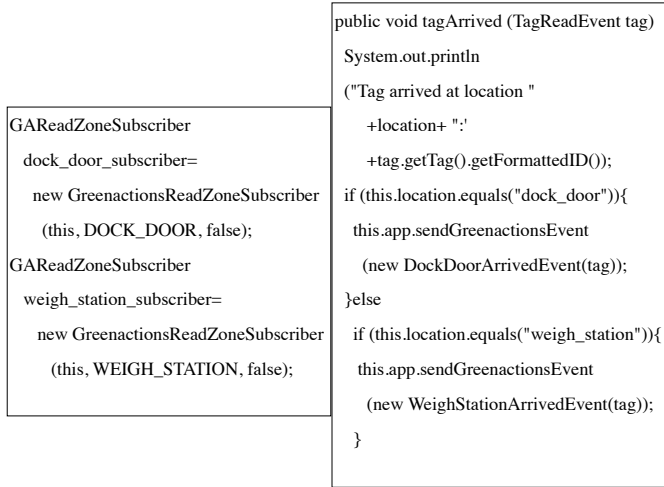 GAReadZoneSubscriber
dock_door_subscriber=
new GreenactionsReadZoneSubscriber
(this, DOCK_DOOR, false);
GAReadZoneSubscriber
weigh_station_subscriber=
new GreenactionsReadZoneSubscriber
(this, WEIGH_STATION, false);
public void tagArrived (TagReadEvent tag)
System.out.println
("Tag arrived at location "
+location+ ":'
+tag.getTag().getFormattedID());
if (this.location.equals("dock_door")){
this.app.sendGreenactionsEvent
(new DockDoorArrivedEvent(tag));
}else
if (this.location.equals("weigh_station")){
this.app.sendGreenactionsEvent
(new WeighStationArrivedEvent(tag));
}